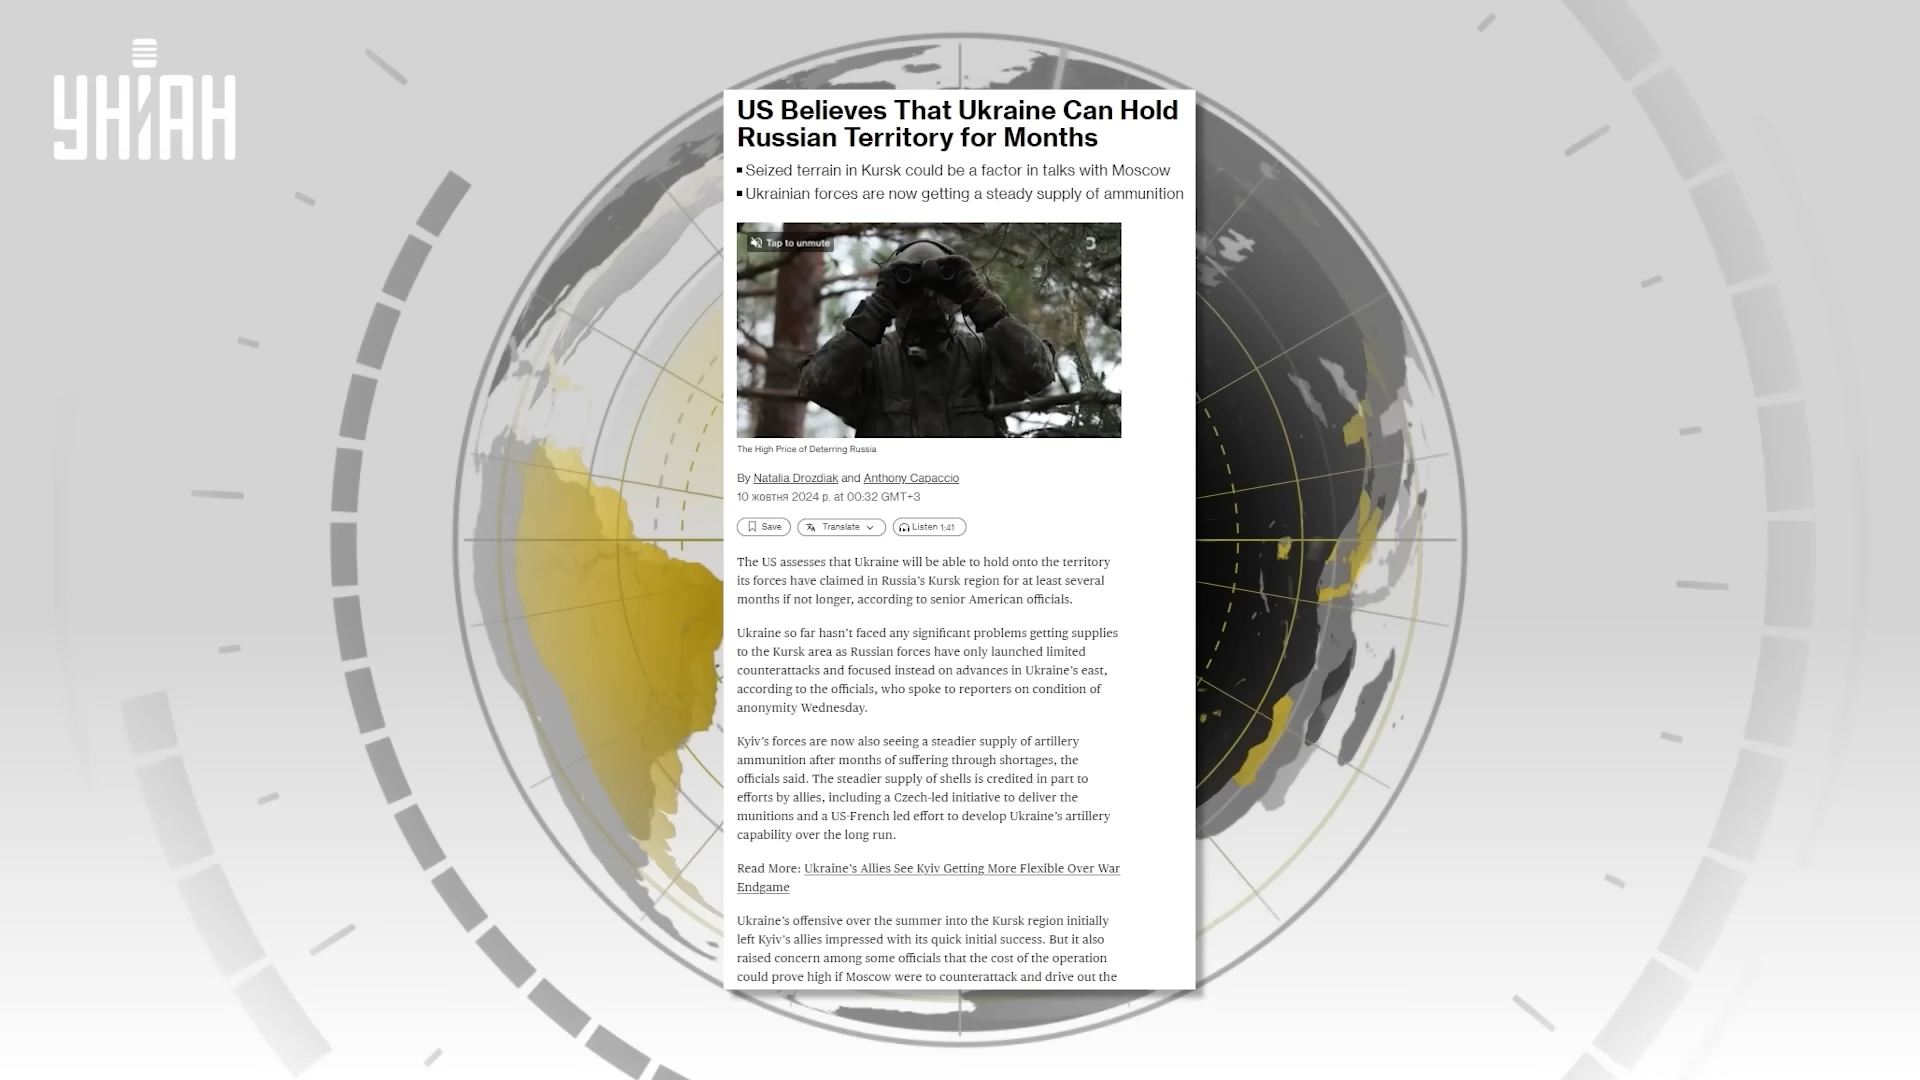 УНІАН
US Believes That Ukraine Can Hold
Russian Territory for Months
Seized terrain in Kursk could be a factor in talks with Moscow
Ukrainian forces are now getting a steady supply of ammunition
Tap to unmute
The High Price of Deterring Russia
By Natalia Drozdiak and Anthony Capaccio
10 жовтня 2024 р. at 00:32 GMT+3
Save Translate Listen 1:41
The US assesses that Ukraine will be able to hold onto the territory
its forces have claimed in Russia’s Kursk region for at least several
months if not longer, according to senior American officials.
Ukraine so far hasn’t faced any significant problems getting supplies
to the Kursk area as Russian forces have only launched limited
counterattacks and focused instead on advances in Ukraine’s east,
according to the officials, who spoke to reporters on condition of
anonymity Wednesday.
Kyiv’s forces are now also seeing a steadier supply of artillery
ammunition after months of suffering through shortages, the
officials said. The steadier supply of shells is credited in part to
efforts by allies, including a Czech-led initiative to deliver the
munitions and a US-French led effort to develop Ukraine’s artillery
capability over the long run.
Read More: Ukraine’s Allies See Kyiv Getting More Flexible Over War
Endgame
Ukraine’s offensive over the summer into the Kursk region initially
left Kyiv’s allies impressed with its quick initial success. But it also
raised concern among some officials that the cost of the operation
could prove high if Moscow were to counterattack and drive out the